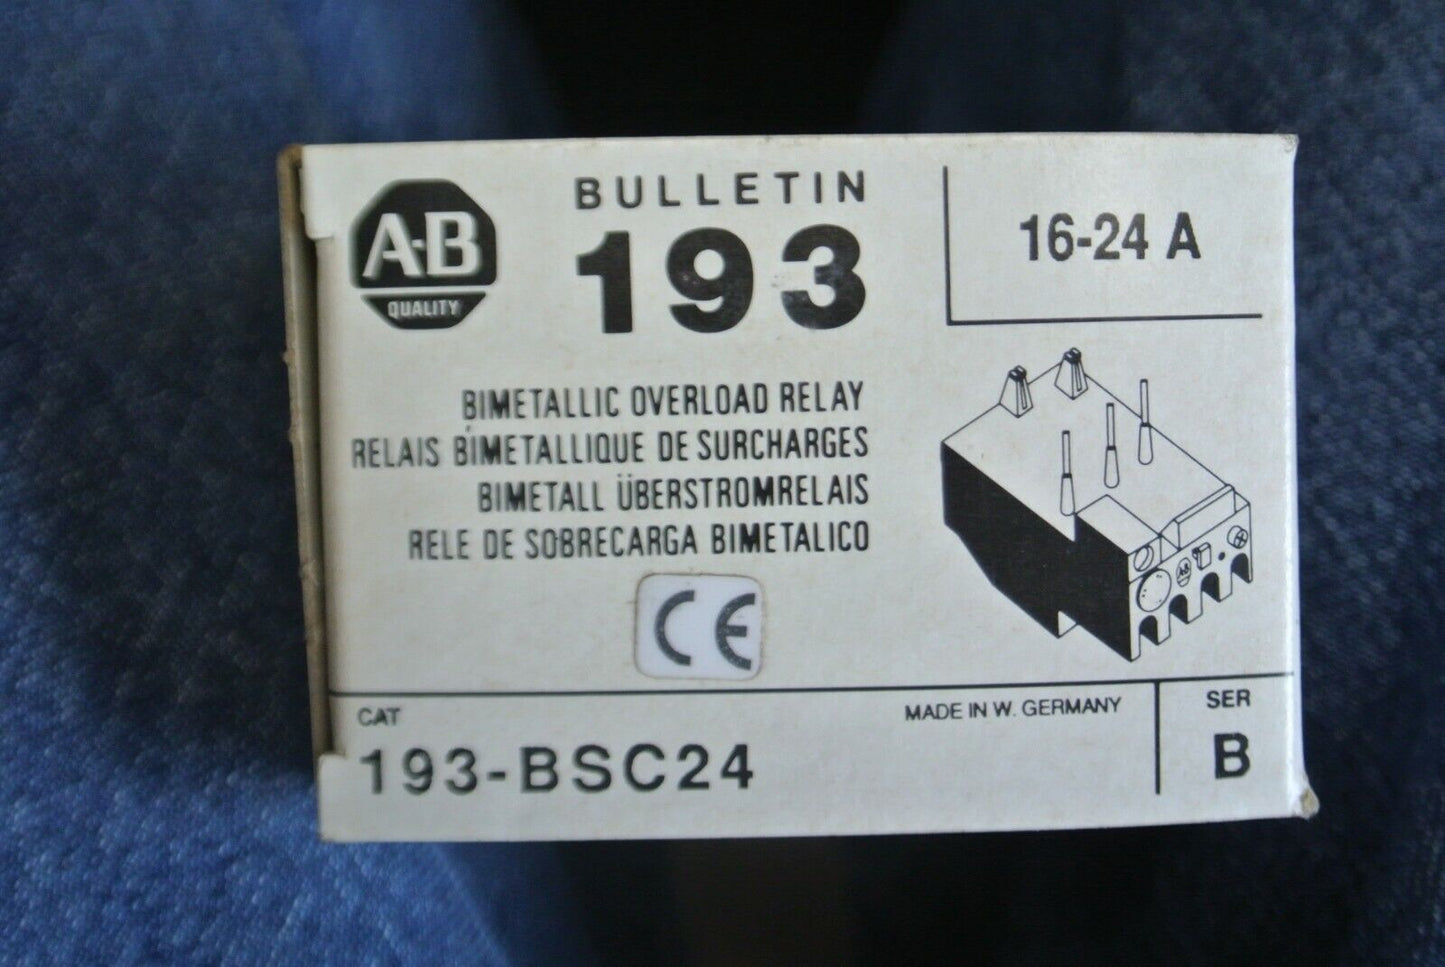 A-B
QUALITY
BULLETIN
193
16-24 A
BIMETALLIC OVERLOAD RELAY
RELAIS BIMETALLIQUE DE SURCHARGES
BIMETALL ÜBERSTROMRELAIS
RELE DE SOBRECARGA BIMETALICO
A-B
CE
CAT
193-BSC24
MADE IN W. GERMANY
SER
B